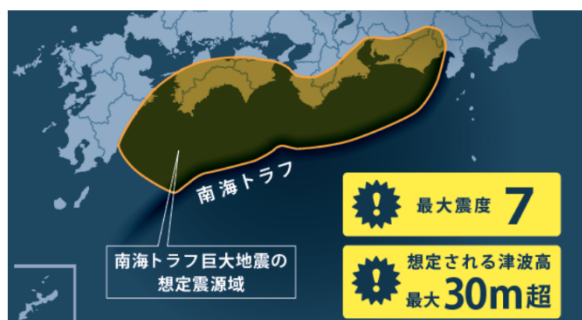 南海トラフ
南海トラフ巨大地震の
想定震源域
最大震度 7
想定される津波高
最大 30m超